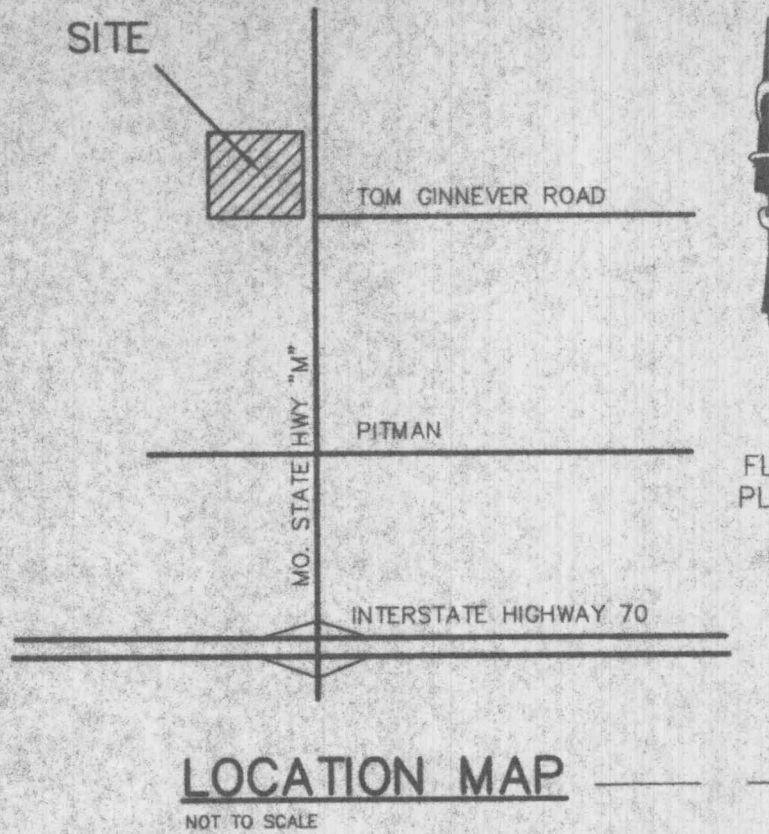 SITE
TOM GINNEVER ROAD
MO. STATE HWY "M"
PITMAN
FL
PL
INTERSTATE HIGHWAY 70
LOCATION MAP
NOT TO SCALE